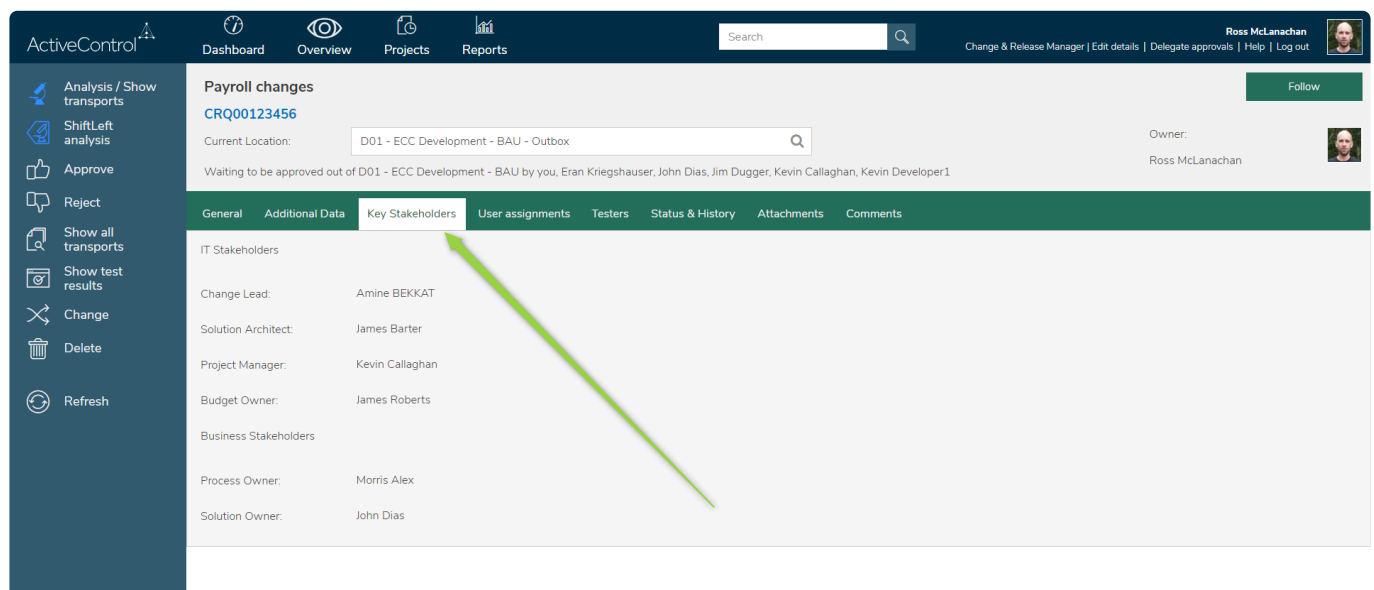 ActiveControl
Dashboard
Overview
Projects
Reports
Search
Ross McLanachan
Change & Release Manager | Edit details | Delegate approvals | Help | Log out
Analysis / Show
transports
ShiftLeft
analysis
Approve
Reject
Show all
transports
Show test
results
Change
Delete
Refresh
Payroll changes
Follow
CRQ00123456
Current Location:
D01 - ECC Development - BAU - Outbox
Owner:
Ross McLanachan
Waiting to be approved out of D01 - ECC Development - BAU by you, Eran Kriegshauser, John Dias, Jim Dugger, Kevin Callaghan, Kevin Developer1
General Additional Data Key Stakeholders User assignments Testers Status & History Attachments Comments
IT Stakeholders
Change Lead: Amine BEKKAT
Solution Architect: James Barter
Project Manager: Kevin Callaghan
Budget Owner: James Roberts
Business Stakeholders
Process Owner: Morris Alex
Solution Owner: John Dias